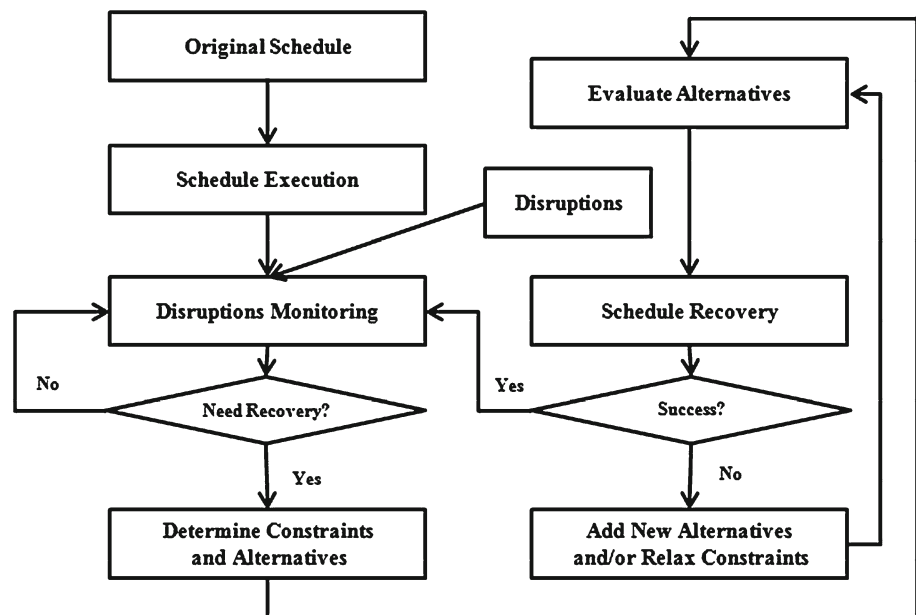 Original Schedule
Schedule Execution
Disruptions
Disruptions Monitoring
No
Need Recovery?
Yes
Determine Constraints
and Alternatives
Evaluate Alternatives
Schedule Recovery
Yes
Success?
No
Add New Alternatives
and/or Relax Constraints